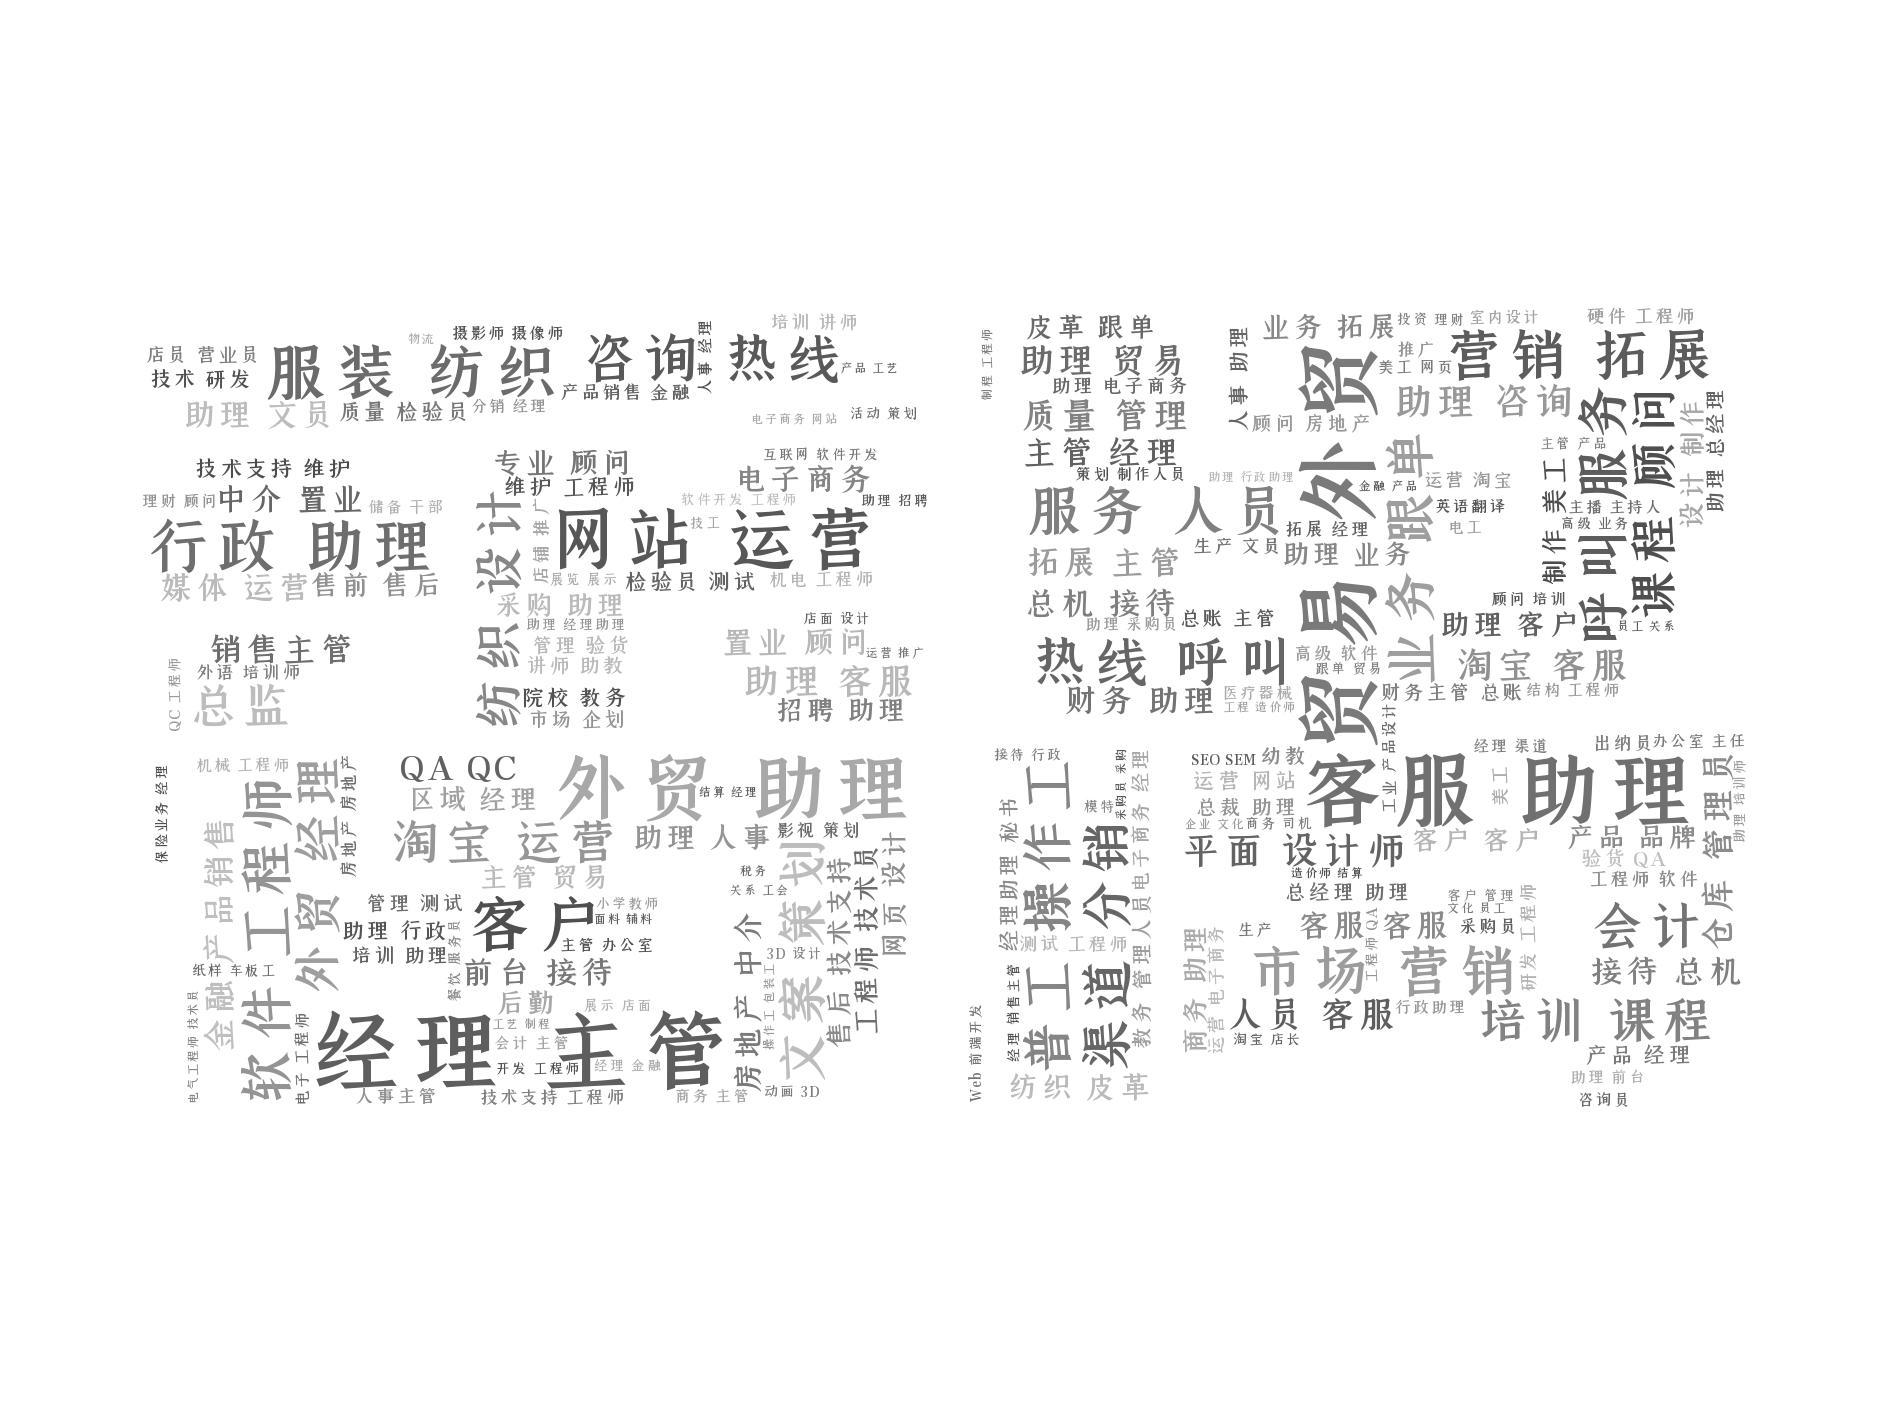 物流
摄影师 摄像师
培训 讲师
店员 营业员
技术 研发
服装 纺织
咨询 热线
人事 经理
产品 工艺
产品销售 金融
助理 文员
质量 检验员
分销 经理
电子商务 网站
活动 策划
技术支持 维护
专业 顾问
互联网 软件开发
维护 工程师
电子商务
理财 顾问
中介 置业
储备 干部
软件开发 工程师
助理 招聘
技工
行政 助理
纺织 设计
店铺 推广
网站 运营
媒体 运营
售前 售后
展览 展示
检验员 测试
机电 工程师
采购 助理
助理 经理助理
店面 设计
销售主管
管理 验货
置业 顾问
运营 推广
外语 培训师
讲师 助教
QC 工程师
总监
院校 教务
助理 客服
市场 企划
招聘 助理
保险业务 经理
机械 工程师
房地产 房地产
QA QC
区域 经理
外贸 助理
结算 经理
软件 工程师
外贸 经理
金融 产品销售
淘宝 运营
助理 人事
影视 策划
主管 贸易
税务
关系 工会
文案 策划
售后 技术支持
工程师 技术员
网页 设计
管理 测试
客户
小学教师
面料 辅料
助理 行政
主管 办公室
培训 助理
餐饮 服务员
前台 接待
3D 设计
房地产 中介
操作工 包装工
纸样 车板工
后勤
展示 店面
电气工程师 技术员
电子 工程师
经理主管
工艺 制程
会计 主管
开发 工程师
经理 金融
人事主管
技术支持 工程师
商务 主管
动画 3D
制程 工程师
皮革 跟单
人事 助理
业务 拓展
投资 理财
室内设计
硬件 工程师
助理 贸易
推广
美工 网页
营销 拓展
助理 电子商务
助理 咨询
质量 管理
顾问 房地产
贸易 外贸
主管 经理
策划 制作人员
助理 行政助理
金融 产品
业务 跟单
运营 淘宝
主管 产品
制作 美工
呼叫 服务
课程 顾问
设计 制作
助理 总经理
服务 人员
拓展 经理
英语翻译
电工
主播 主持人
高级 业务
生产 文员
助理 业务
拓展 主管
总机 接待
助理 采购员
总账 主管
顾问 培训
助理 客户
员工关系
热线 呼叫
高级 软件
跟单 贸易
淘宝 客服
财务 助理
医疗器械
工程 造价师
财务主管 总账
结构 工程师
工业 产品设计
接待 行政
经理助理 秘书
普工 操作工
模特
采购员 采购
渠道 分销
教务 管理人员
电子商务 经理
SEO SEM
幼教
运营 网站
总裁 助理
企业 文化
商务 司机
客服 助理
经理 渠道
美工
出纳员
办公室 主任
仓库 管理员
助理 培训师
平面 设计师
客户 客户
产品 品牌
造价师 结算
验货 QA
总经理 助理
工程师 软件
测试 工程师
经理 销售主管
Web 前端开发
纺织 皮革
商务 助理
运营 电子商务
生产
客服 客服
工程师 QA
客户 管理
文化 员工
采购员
研发 工程师
会计
市场 营销
接待 总机
人员 客服
行政助理
淘宝 店长
培训 课程
产品 经理
助理 前台
咨询员